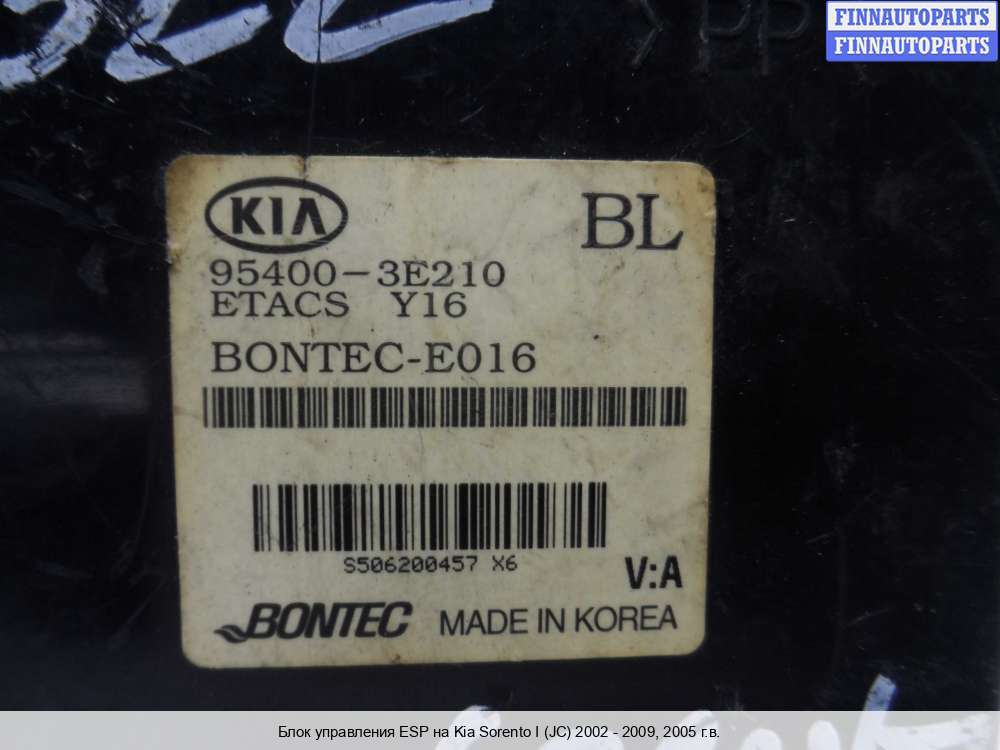 FINNAUTOPARTS
FINNAUTOPARTS
PP
KIA
BL
95400-3E210
ETACS Y16
BONTEC-E016
S506200457 X6
V:A
BONTEC MADE IN KOREA
Блок управления ESP на Kia Sorento I (JC) 2002 - 2009, 2005 г.в.